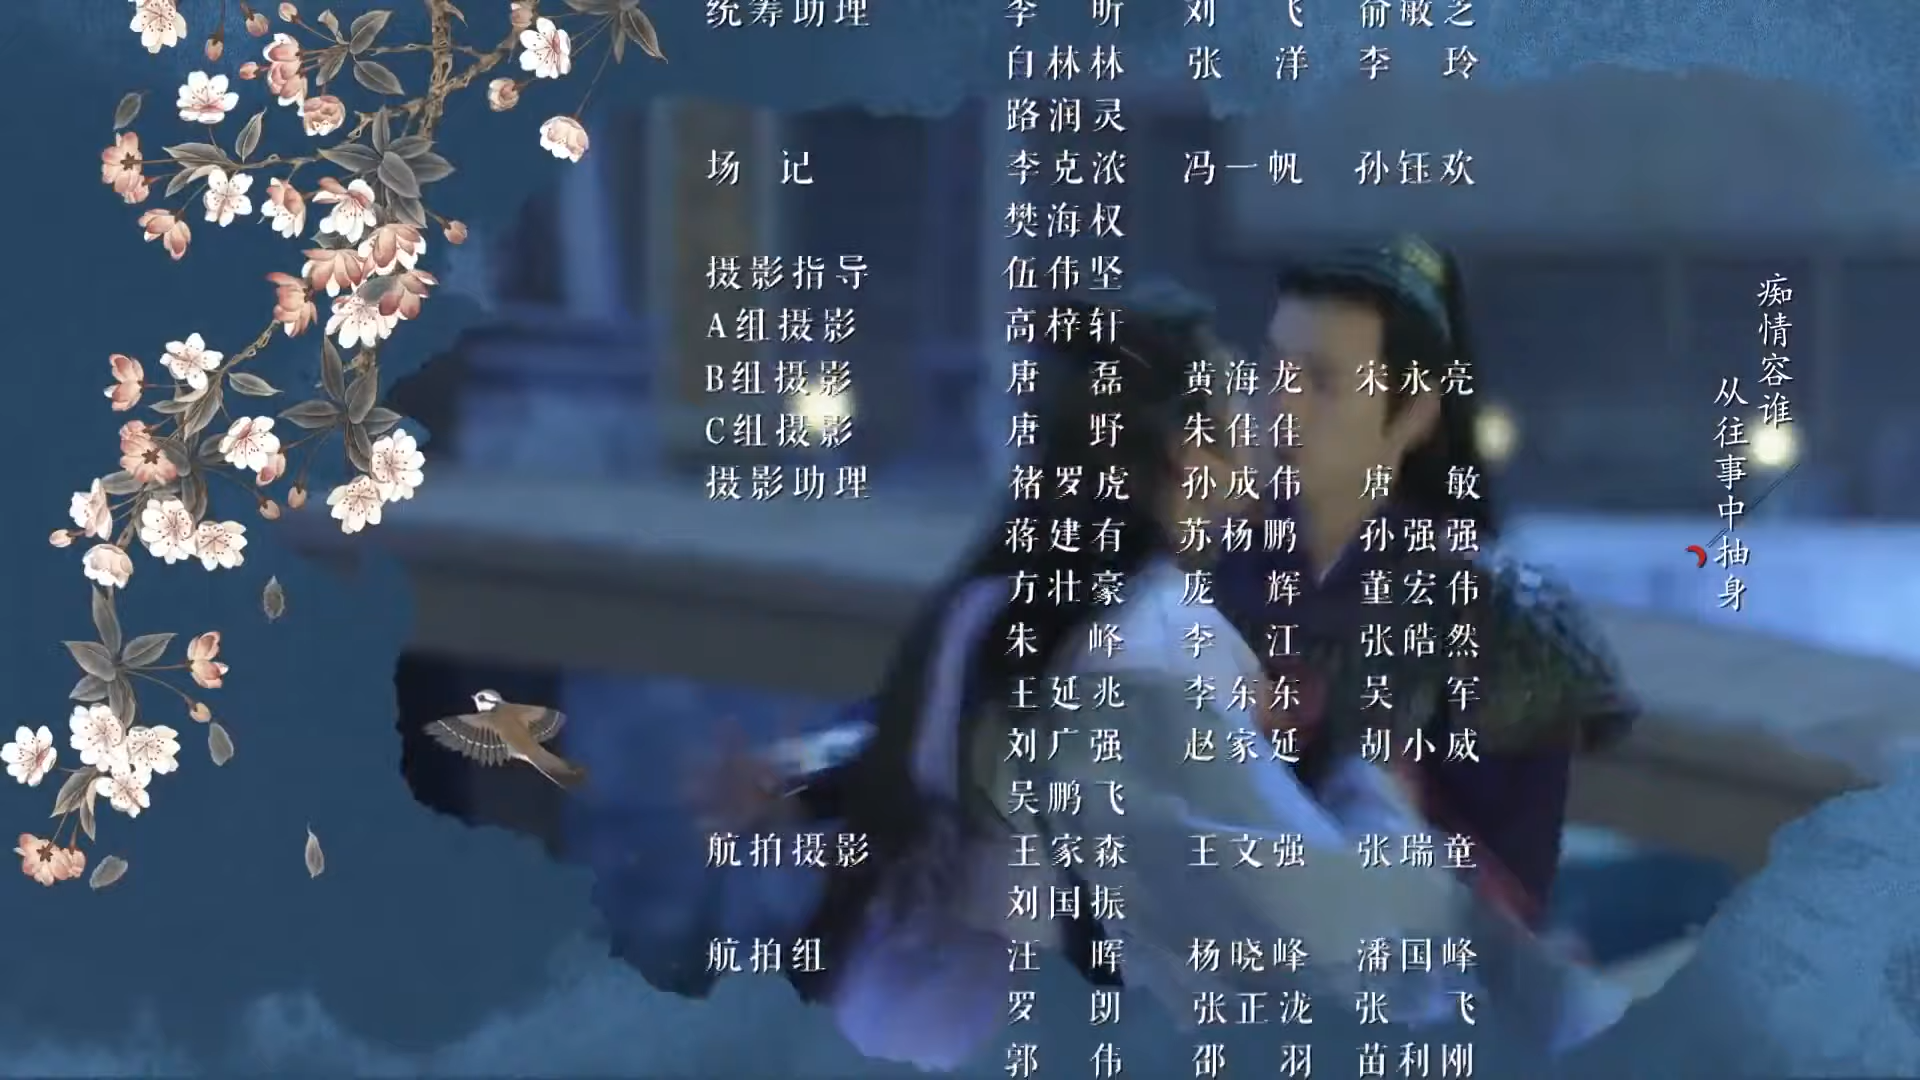 统筹助理 李昕 刘飞 俞敏之
白林林 张洋 李玲
路润灵
场记 李克浓 冯一帆 孙钰欢
樊海权
摄影指导 伍伟坚
A组摄影 高梓轩
B组摄影 唐磊 黄海龙 宋永亮
C组摄影 唐野 朱佳佳
摄影助理 褚罗虎 孙成伟 唐敏
蒋建有 苏杨鹏 孙强强
方壮豪 庞辉 董宏伟
朱峰 李江 张皓然
王延兆 李东东 吴军
刘广强 赵家延 胡小威
吴鹏飞
航拍摄影 王家森 王文强 张瑞童
刘国振
航拍组 汪晖 杨晓峰 潘国峰
罗朗 张正泷 张飞
郭伟 邵羽 苗利刚
痴情容谁
从往事中抽身